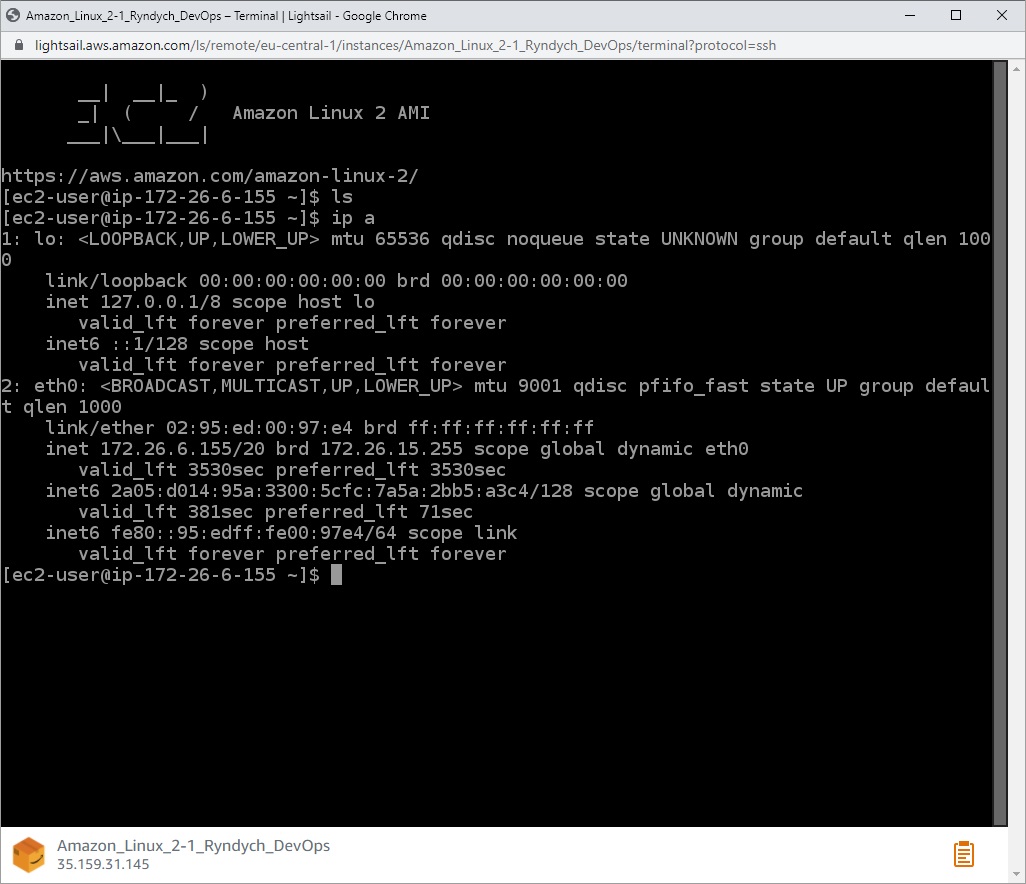 Amazon_Linux_2-1_Ryndych_DevOps – Terminal | Lightsail - Google Chrome
lightsail.aws.amazon.com/ls/remote/eu-central-1/instances/Amazon_Linux_2-1_Ryndych_DevOps/terminal?protocol=ssh
__|  __|_  )
_|  (     /   Amazon Linux 2 AMI
___|\___|___|
https://aws.amazon.com/amazon-linux-2/
[ec2-user@ip-172-26-6-155 ~]$ ls
[ec2-user@ip-172-26-6-155 ~]$ ip a
1: lo: <LOOPBACK,UP,LOWER_UP> mtu 65536 qdisc noqueue state UNKNOWN group default qlen 100
0
link/loopback 00:00:00:00:00:00 brd 00:00:00:00:00:00
inet 127.0.0.1/8 scope host lo
valid_lft forever preferred_lft forever
inet6 ::1/128 scope host
valid_lft forever preferred_lft forever
2: eth0: <BROADCAST,MULTICAST,UP,LOWER_UP> mtu 9001 qdisc pfifo_fast state UP group defaul
t qlen 1000
link/ether 02:95:ed:00:97:e4 brd ff:ff:ff:ff:ff:ff
inet 172.26.6.155/20 brd 172.26.15.255 scope global dynamic eth0
valid_lft 3530sec preferred_lft 3530sec
inet6 2a05:d014:95a:3300:5cfc:7a5a:2bb5:a3c4/128 scope global dynamic
valid_lft 381sec preferred_lft 71sec
inet6 fe80::95:edff:fe00:97e4/64 scope link
valid_lft forever preferred_lft forever
[ec2-user@ip-172-26-6-155 ~]$
Amazon_Linux_2-1_Ryndych_DevOps
35.159.31.145